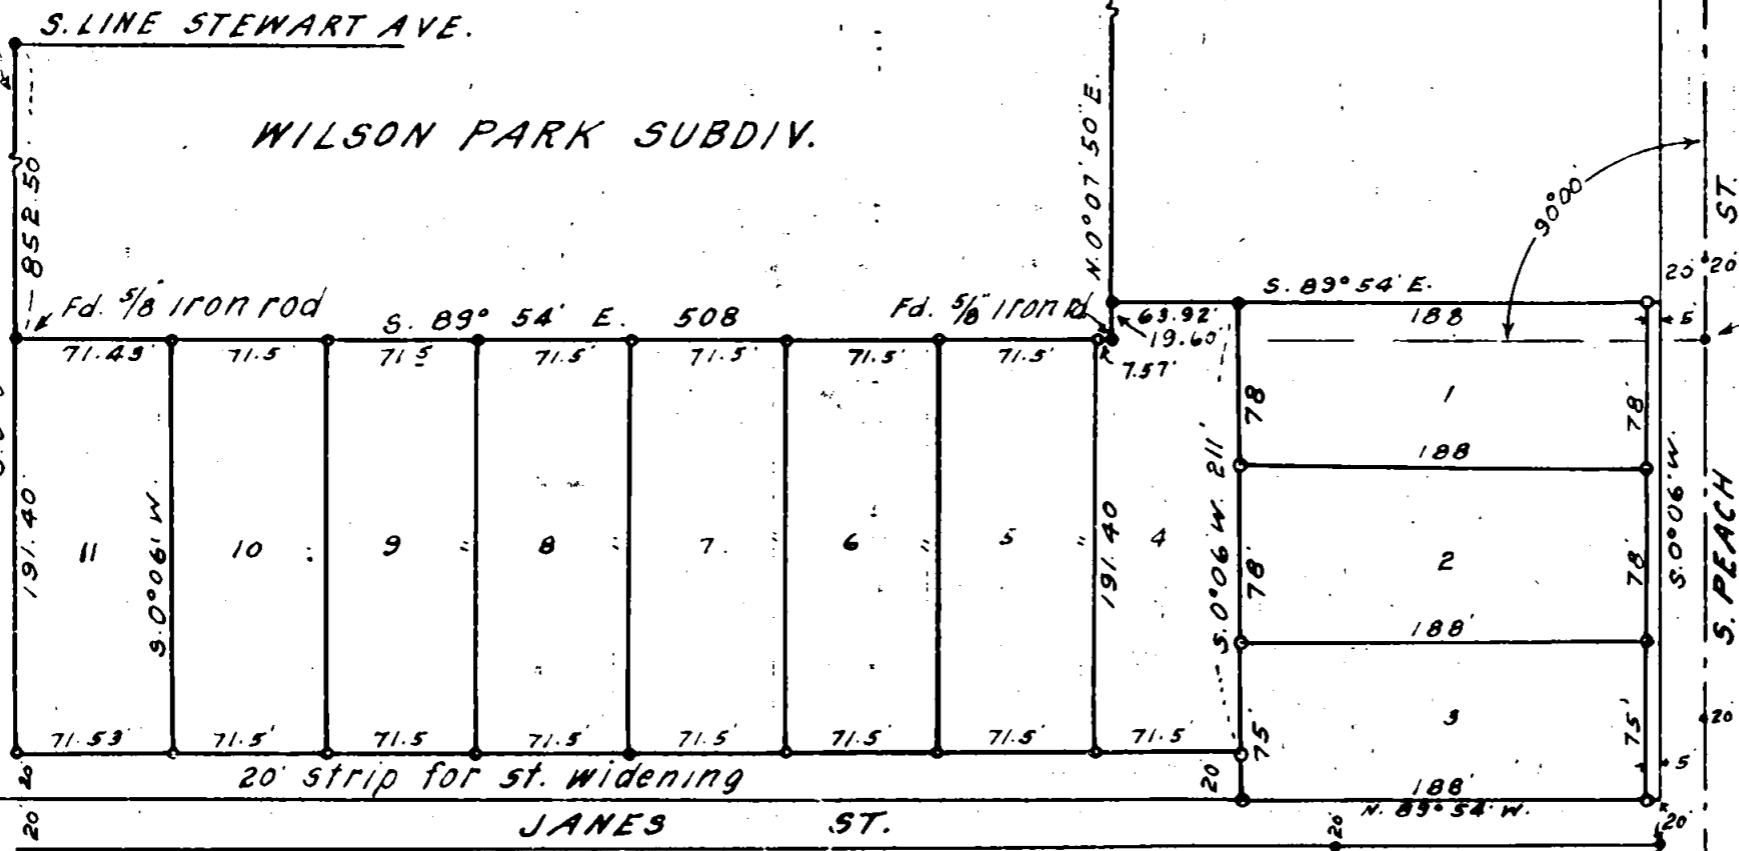 S. LINE STEWART AVE.
WILSON PARK SUBDIV.
852.50'
N. 0° 07' 50" E.
90°00'
S. PEACH ST.
20' 20'
Fd. 5/8" Iron rod
S. 89° 54' E. 508
Fd. 5/8" Iron Rd
63.92'
19.60'
7.57'
S. 89° 54' E.
188
5'
71.43' 71.5' 71.5 71.5' 71.5' 71.5' 71.5'
191.40'
S. 0° 06' W.
11 10 9 " 8 " 7 6 " 5 " 4
191.40
S. 0° 06' W. 211'
78 1 78'
188
78' 2 78'
188'
75' 3 75'
S. 0° 06' W.
20'
5'
188'
N. 89° 54' W.
71.53' 71.5' 71.5 71.5' 71.5' 71.5' 71.5' 71.5'
20' 20' strip for st. widening 20
20' JANES ST. 20' 20'